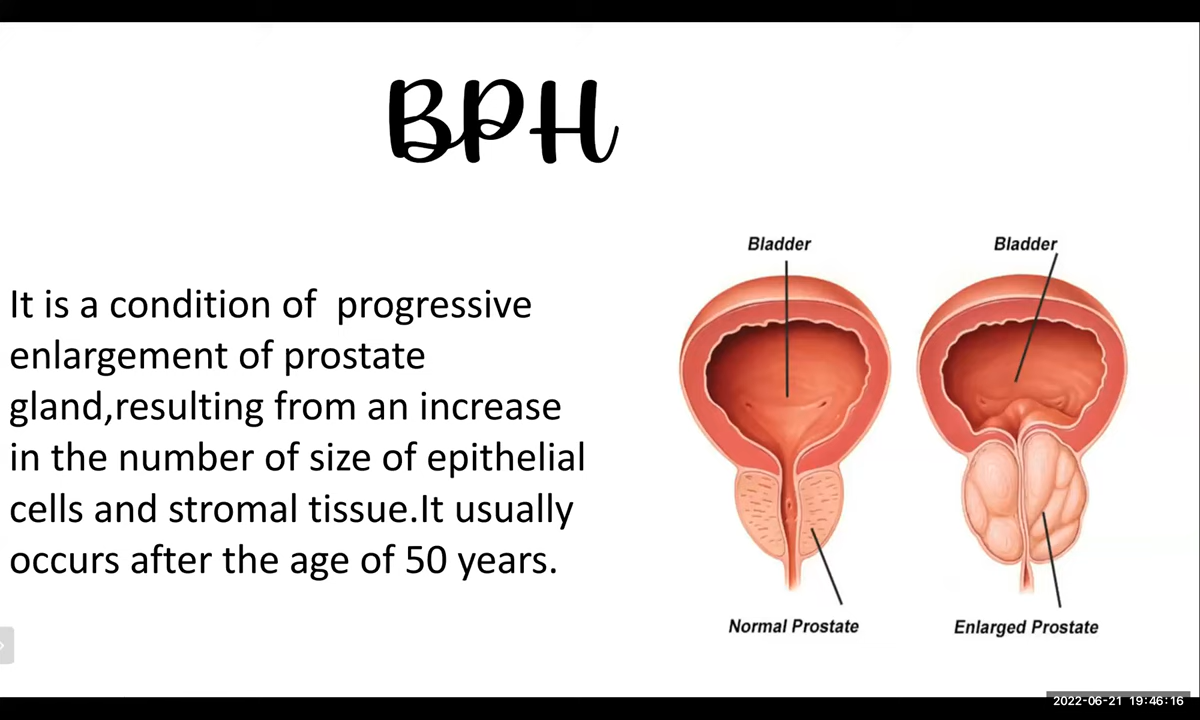 BPH
Bladder
Bladder
It is a condition of  progressive
enlargement of prostate
gland,resulting from an increase
in the number of size of epithelial
cells and stromal tissue.It usually
occurs after the age of 50 years.
Normal Prostate
Enlarged Prostate
2022-06-21 19:46:16